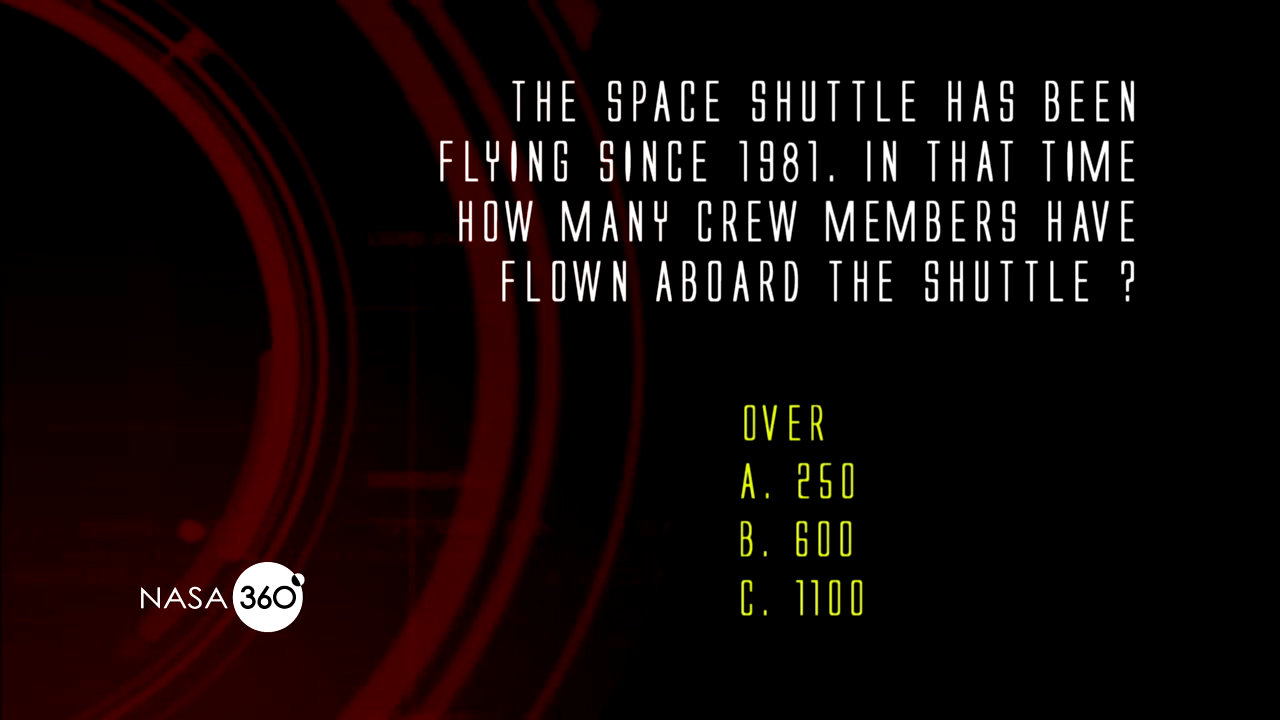 THE SPACE SHUTTLE HAS BEEN
FLYING SINCE 1981. IN THAT TIME
HOW MANY CREW MEMBERS HAVE
FLOWN ABOARD THE SHUTTLE ?
OVER
A. 250
B. 600
C. 1100
NASA 360°